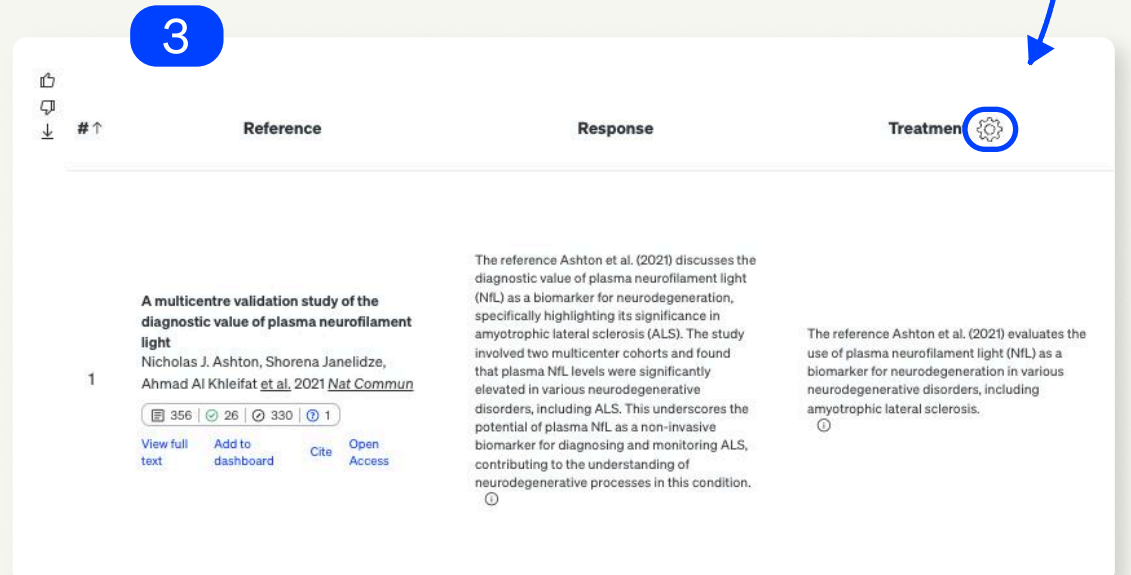 3
#↑ Reference Response Treatmen
A multicentre validation study of the
diagnostic value of plasma neurofilament
light
Nicholas J. Ashton, Shorena Janelidze,
Ahmad Al Khleifat et al. 2021 Nat Commun
1
356 | 26 | 330 | 1
View full text
Add to dashboard
Cite
Open Access
The reference Ashton et al. (2021) discusses the
diagnostic value of plasma neurofilament light
(NfL) as a biomarker for neurodegeneration,
specifically highlighting its significance in
amyotrophic lateral sclerosis (ALS). The study
involved two multicenter cohorts and found
that plasma NfL levels were significantly
elevated in various neurodegenerative
disorders, including ALS. This underscores the
potential of plasma NfL as a non-invasive
biomarker for diagnosing and monitoring ALS,
contributing to the understanding of
neurodegenerative processes in this condition.
The reference Ashton et al. (2021) evaluates the
use of plasma neurofilament light (NfL) as a
biomarker for neurodegeneration in various
neurodegenerative disorders, including
amyotrophic lateral sclerosis.